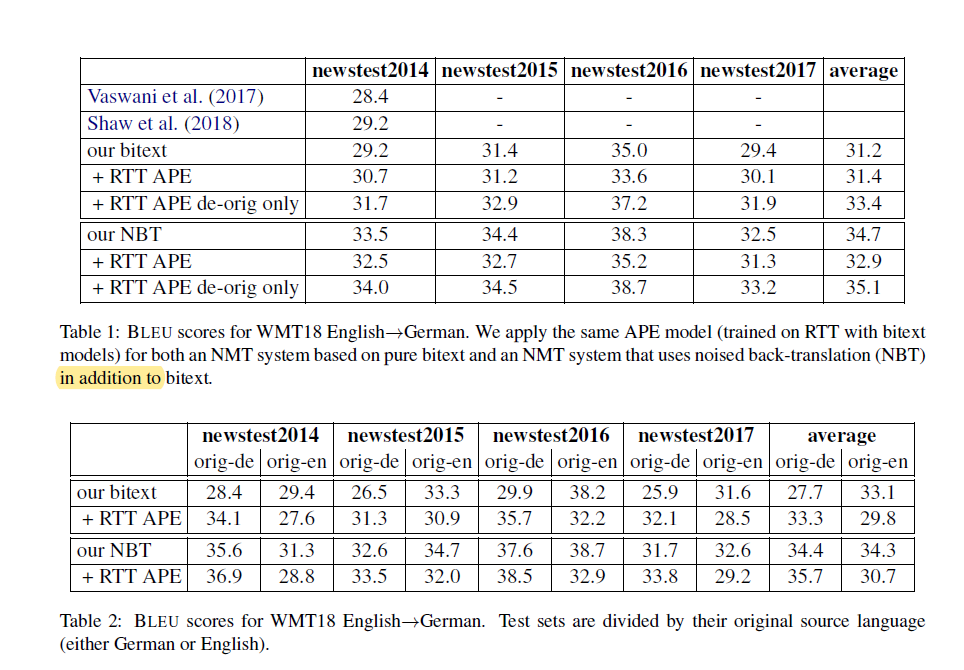 newstest2014 newstest2015 newstest2016 newstest2017 average
Vaswani et al. (2017) 28.4 - - -
Shaw et al. (2018) 29.2 - - -
our bitext 29.2 31.4 35.0 29.4 31.2
+ RTT APE 30.7 31.2 33.6 30.1 31.4
+ RTT APE de-orig only 31.7 32.9 37.2 31.9 33.4
our NBT 33.5 34.4 38.3 32.5 34.7
+ RTT APE 32.5 32.7 35.2 31.3 32.9
+ RTT APE de-orig only 34.0 34.5 38.7 33.2 35.1
Table 1: BLEU scores for WMT18 English→German. We apply the same APE model (trained on RTT with bitext
models) for both an NMT system based on pure bitext and an NMT system that uses noised back-translation (NBT)
in addition to bitext.
newstest2014 newstest2015 newstest2016 newstest2017 average
orig-de orig-en orig-de orig-en orig-de orig-en orig-de orig-en orig-de orig-en
our bitext 28.4 29.4 26.5 33.3 29.9 38.2 25.9 31.6 27.7 33.1
+ RTT APE 34.1 27.6 31.3 30.9 35.7 32.2 32.1 28.5 33.3 29.8
our NBT 35.6 31.3 32.6 34.7 37.6 38.7 31.7 32.6 34.4 34.3
+ RTT APE 36.9 28.8 33.5 32.0 38.5 32.9 33.8 29.2 35.7 30.7
Table 2: BLEU scores for WMT18 English→German. Test sets are divided by their original source language
(either German or English).